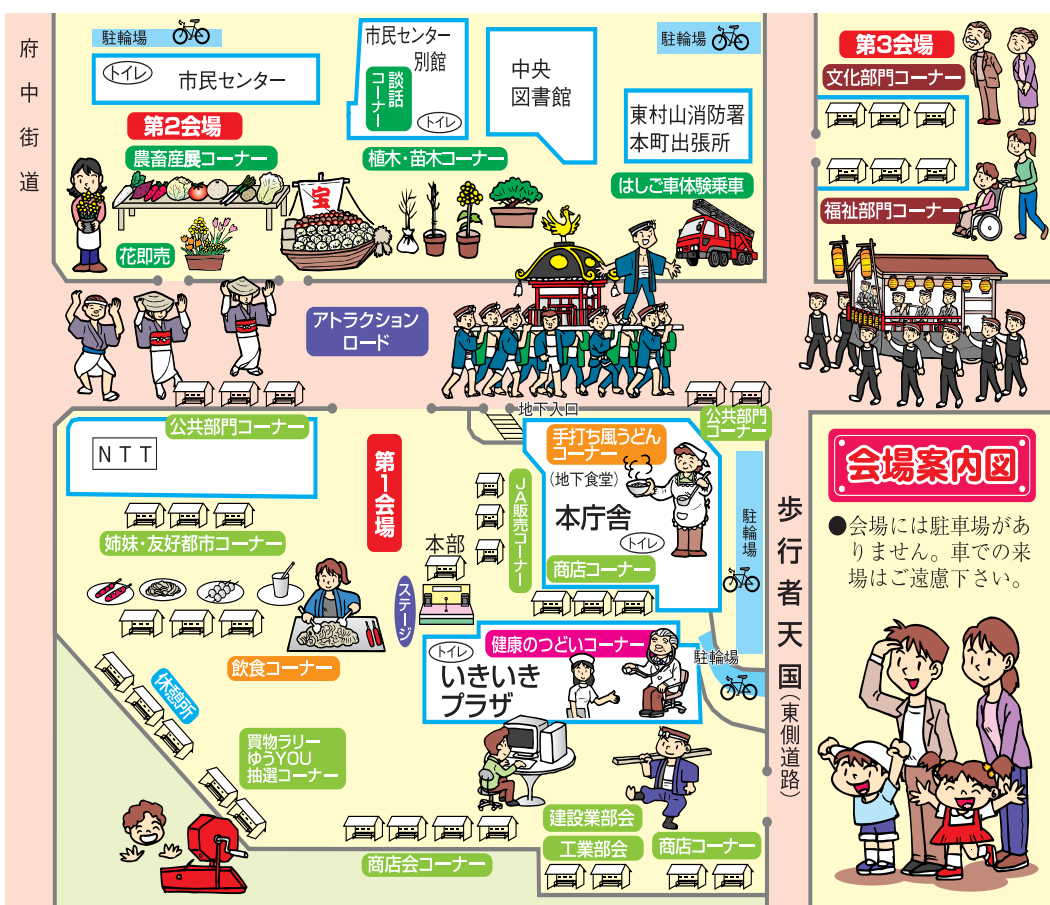 府中街道
駐輪場
トイレ
市民センター
市民センター
別館
談話
コーナー
トイレ
中央
図書館
駐輪場
東村山消防署
本町出張所
第3会場
文化部門コーナー
福祉部門コーナー
第2会場
農畜産展コーナー
植木・苗木コーナー
はしご車体験乗車
宝
花即売
アトラクション
ロード
地下入口
公共部門コーナー
NTT
第1会場
手打ち風うどん
コーナー
(地下食堂)
本庁舎
トイレ
商店コーナー
公共部門
コーナー
JA販売コーナー
駐輪場
歩行者天国(東側道路)
会場案内図
●会場には駐車場があ
りません。車での来
場はご遠慮下さい。
姉妹・友好都市コーナー
本部
ステージ
飲食コーナー
トイレ
健康のつどいコーナー
いきいき
プラザ
駐輪場
休憩所
買物ラリー
ゆうYOU
抽選コーナー
建設業部会
工業部会
商店コーナー
商店会コーナー